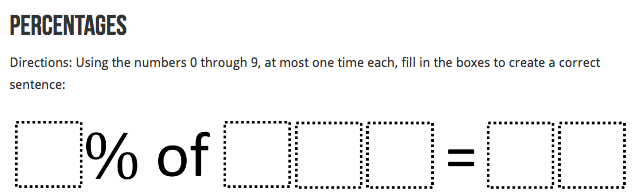 PERCENTAGES
Directions: Using the numbers 0 through 9, at most one time each, fill in the boxes to create a correct
sentence:
% of =